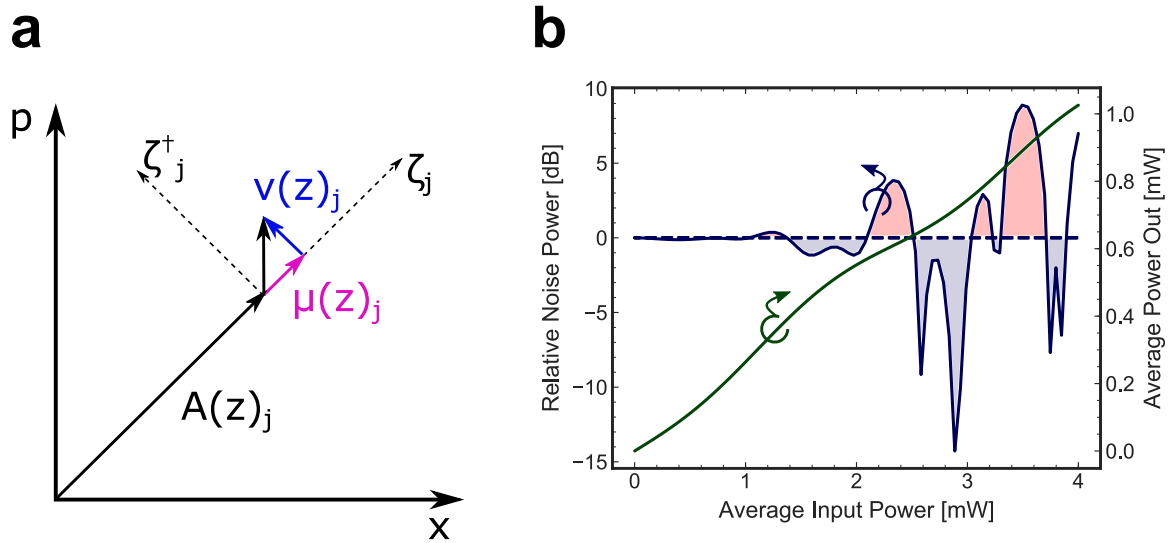 a
p
ζ†j
v(z)j
ζj
μ(z)j
A(z)j
x
b
Relative Noise Power [dB]
10
5
0
−5
−10
−15
0
1
2
3
4
Average Input Power [mW]
1.0
0.8
0.6
0.4
0.2
0.0
Average Power Out [mW]